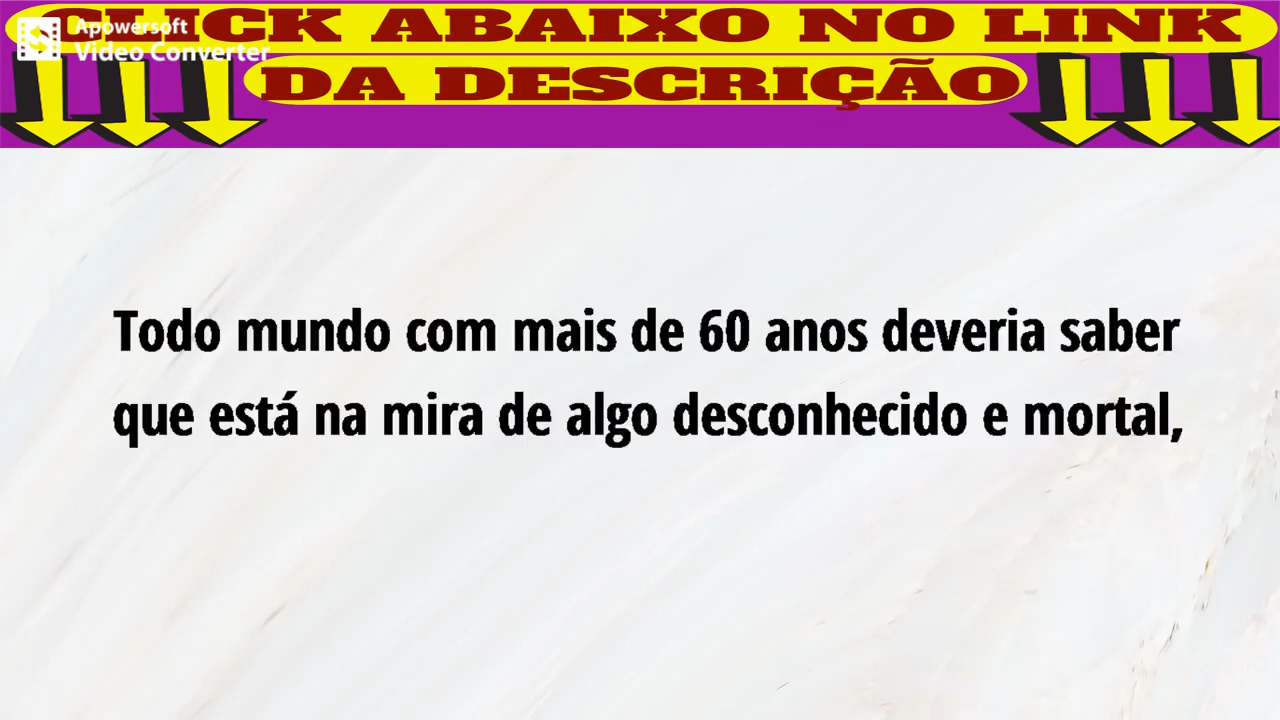 CLICK ABAIXO NO LINK
DA DESCRIÇÃO
Apowersoft
Video Converter
Todo mundo com mais de 60 anos deveria saber
que está na mira de algo desconhecido e mortal,